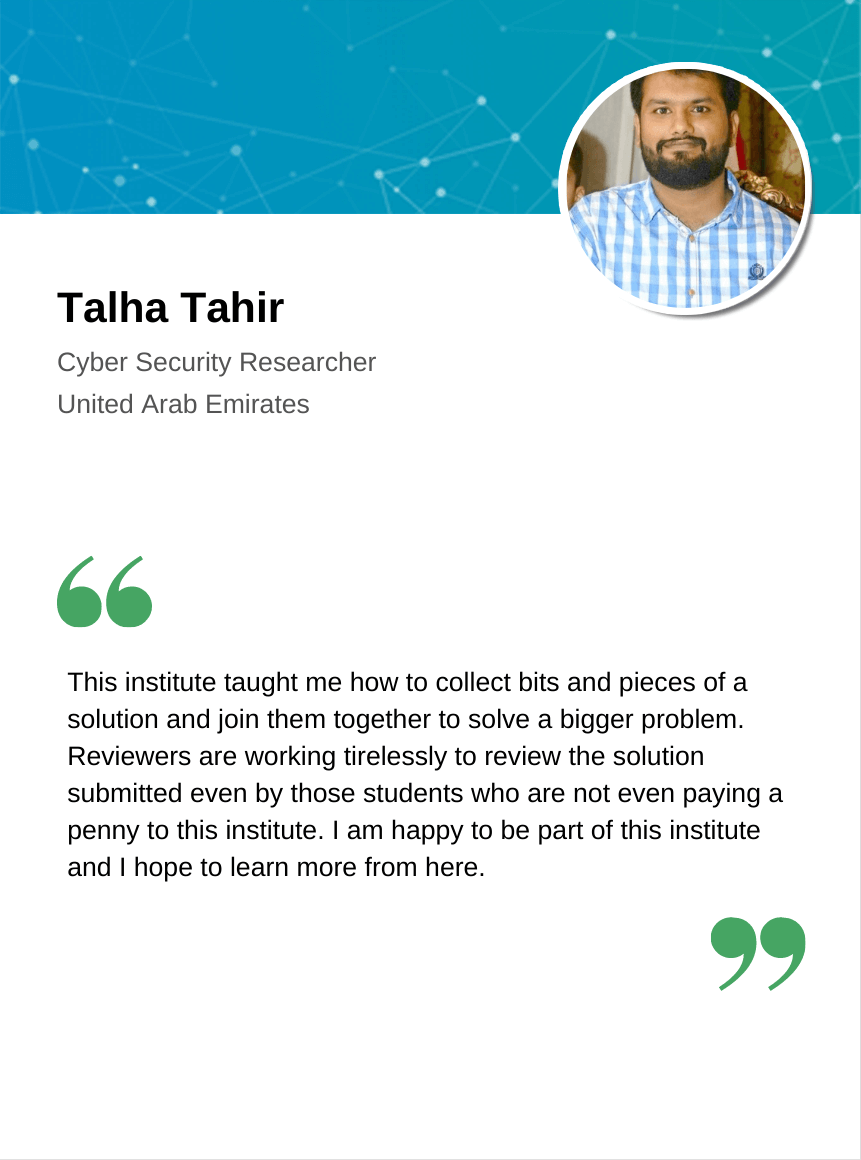 Talha Tahir
Cyber Security Researcher
United Arab Emirates
“
This institute taught me how to collect bits and pieces of a
solution and join them together to solve a bigger problem.
Reviewers are working tirelessly to review the solution
submitted even by those students who are not even paying a
penny to this institute. I am happy to be part of this institute
and I hope to learn more from here.
”